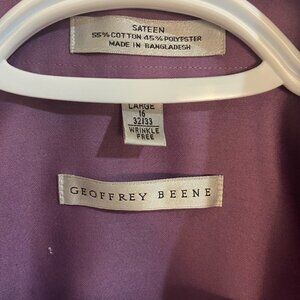 SATEEN
55% COTTON 45% POLYESTER
MADE IN BANGLADESH
LARGE
16
32/33
WRINKLE
FREE
GEOFFREY BEENE